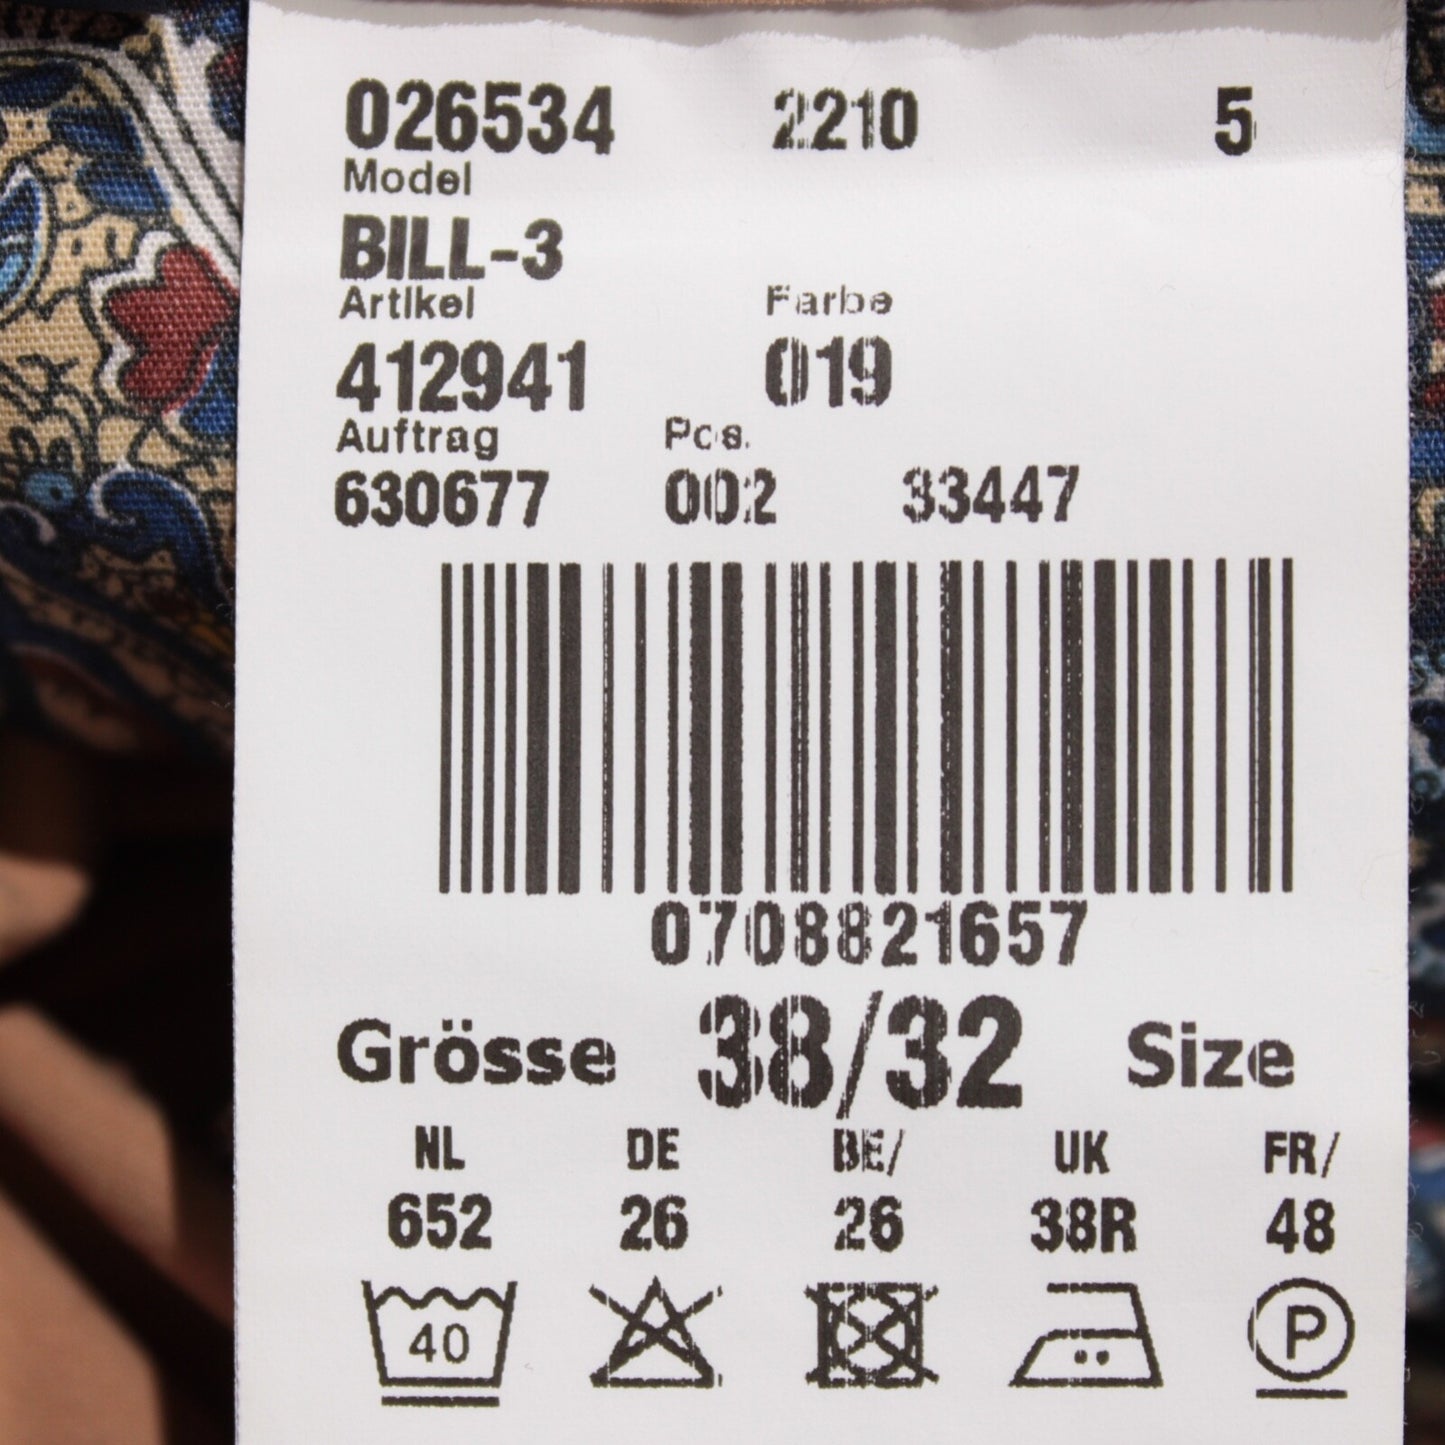 026534 2210 5
Model
BILL-3
Artikel Farbe
412941 019
Auftrag Pos.
630677 002 33447
0708821657
Grösse 38/32 Size
NL DE BE/ UK FR/
652 26 26 38R 48
40 P